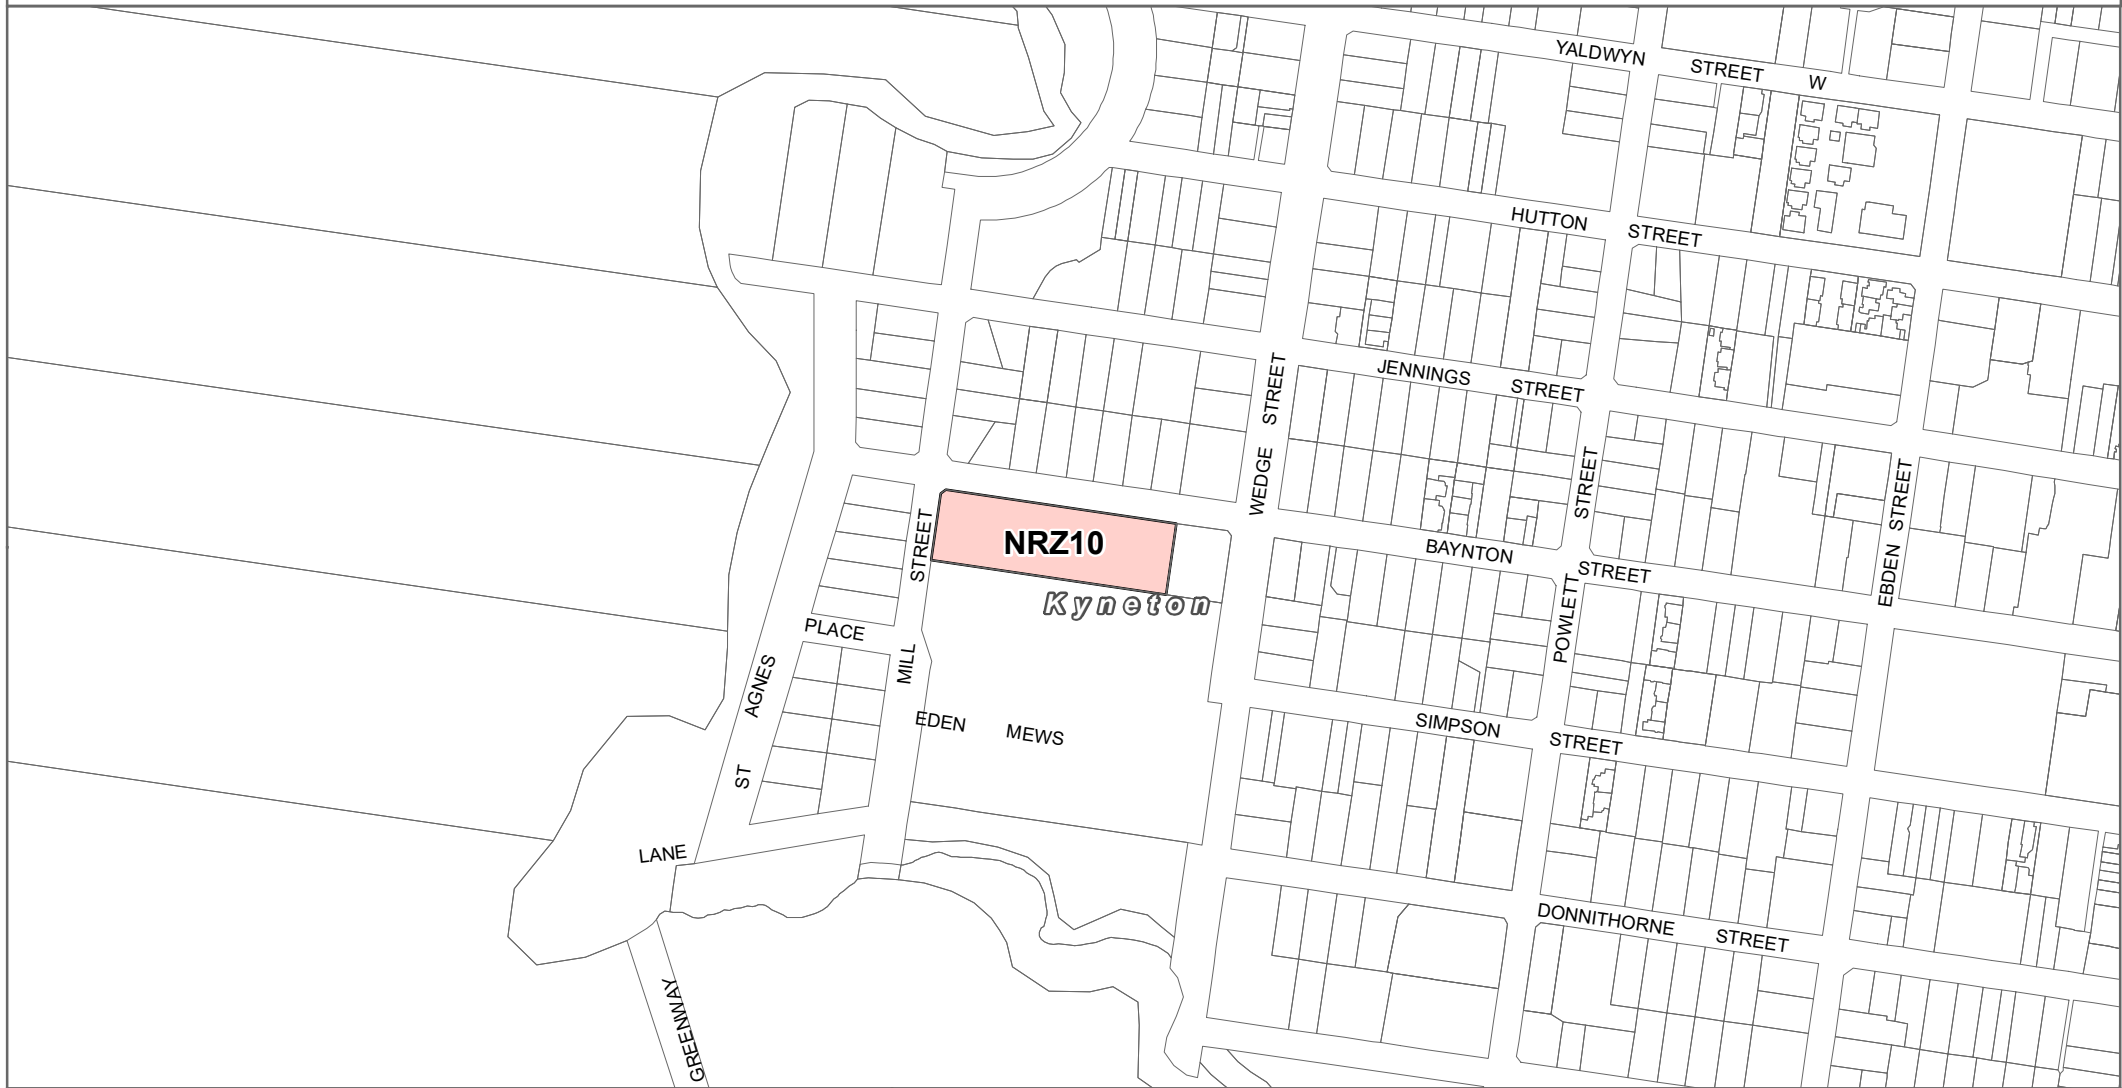 YALDWYN STREET W
HUTTON STREET
JENNINGS STREET
WEDGE STREET
STREET
EBDEN STREET
NRZ10
STREET
BAYNTON STREET
Kyneton
POWLETT
PLACE
MILL
ST AGNES
EDEN MEWS
SIMPSON STREET
LANE
DONNITHORNE STREET
GREENWAY